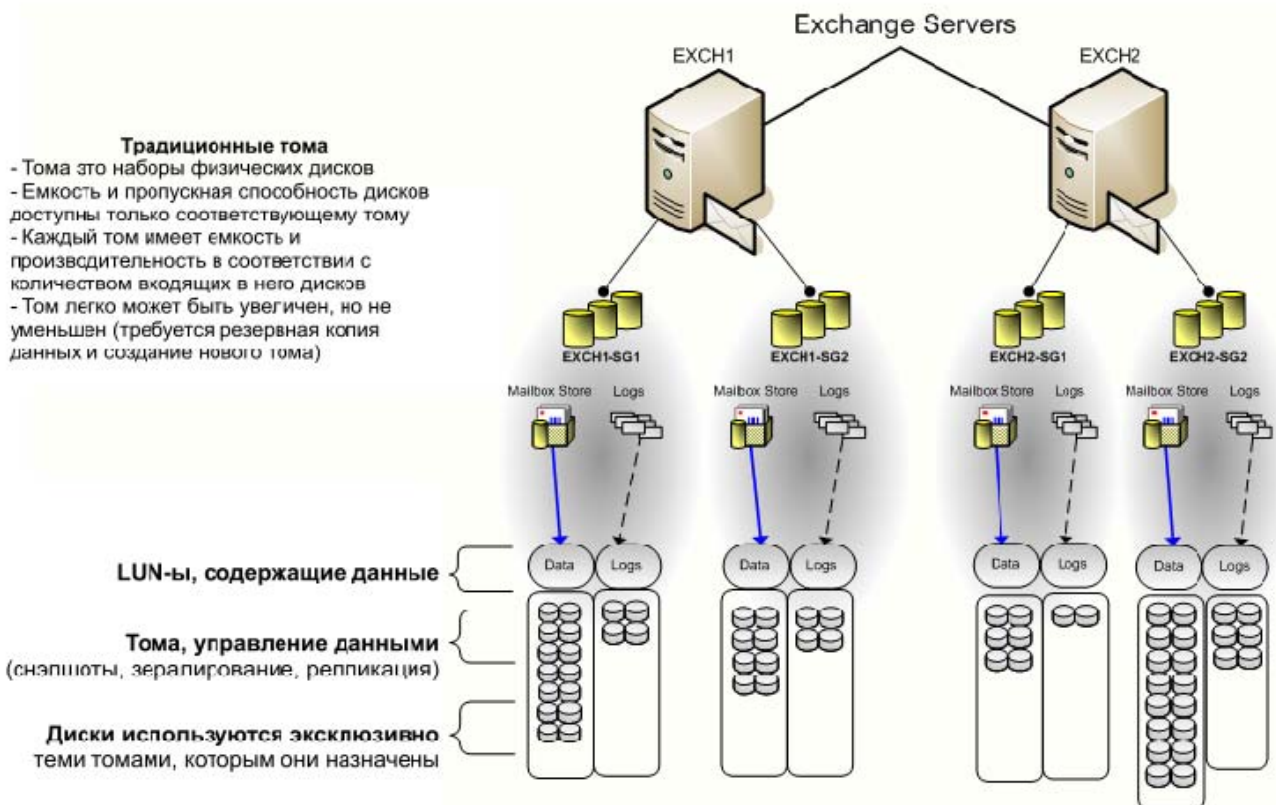 Exchange Servers
EXCH1
EXCH2
Традиционные тома
- Тома это наборы физических дисков
- Емкость и пропускная способность дисков
доступны только соответствующему тому
- Каждый том имеет емкость и
производительность в соответствии с
количеством входящих в него дисков
- Том легко может быть увеличен, но не
уменьшен (требуется резервная копия
данных и создание нового тома)
EXCH1-SG1
EXCH1-SG2
EXCH2-SG1
EXCH2-SG2
Mailbox Store Logs
Mailbox Store Logs
Mailbox Store Logs
Mailbox Store Logs
LUN-ы, содержащие данные
Data Logs
Data Logs
Data Logs
Data Logs
Тома, управление данными
(снэпшоты, зералирование, репликация)
Диски используются эксклюзивно
теми томами, которым они назначены